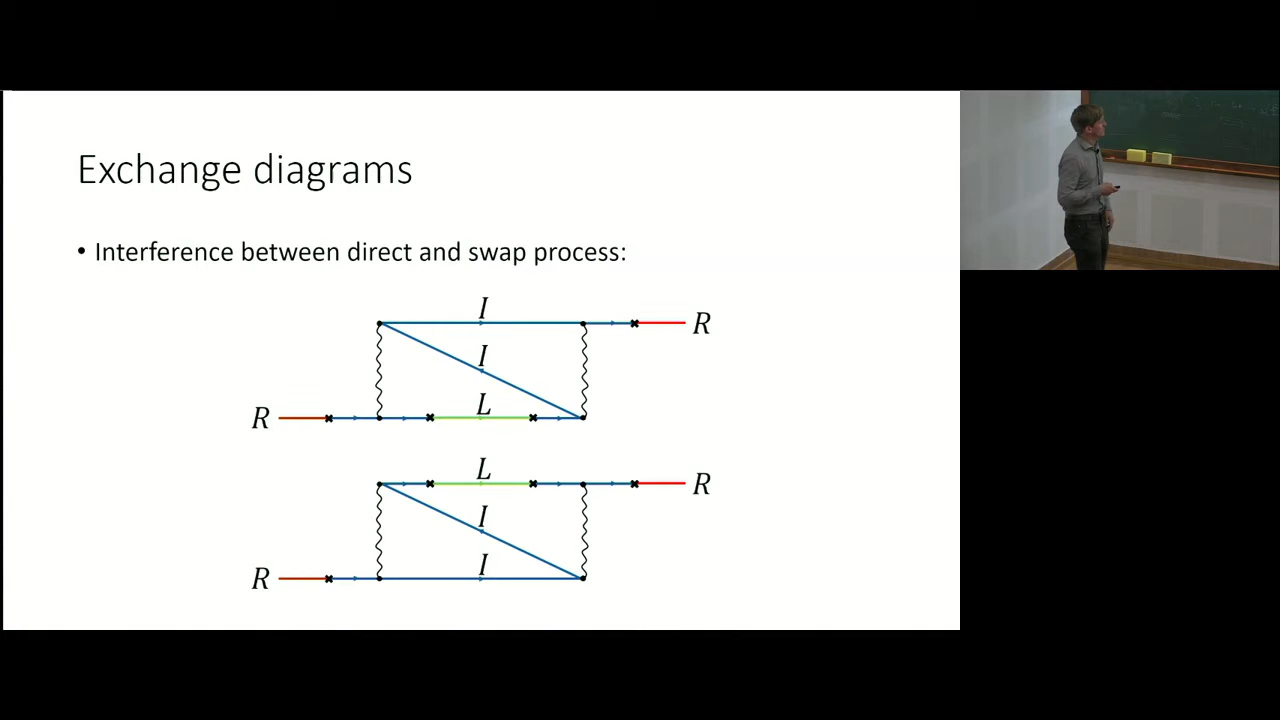 Exchange diagrams
• Interference between direct and swap process:
I
R
I
R
L
L
R
I
R
I